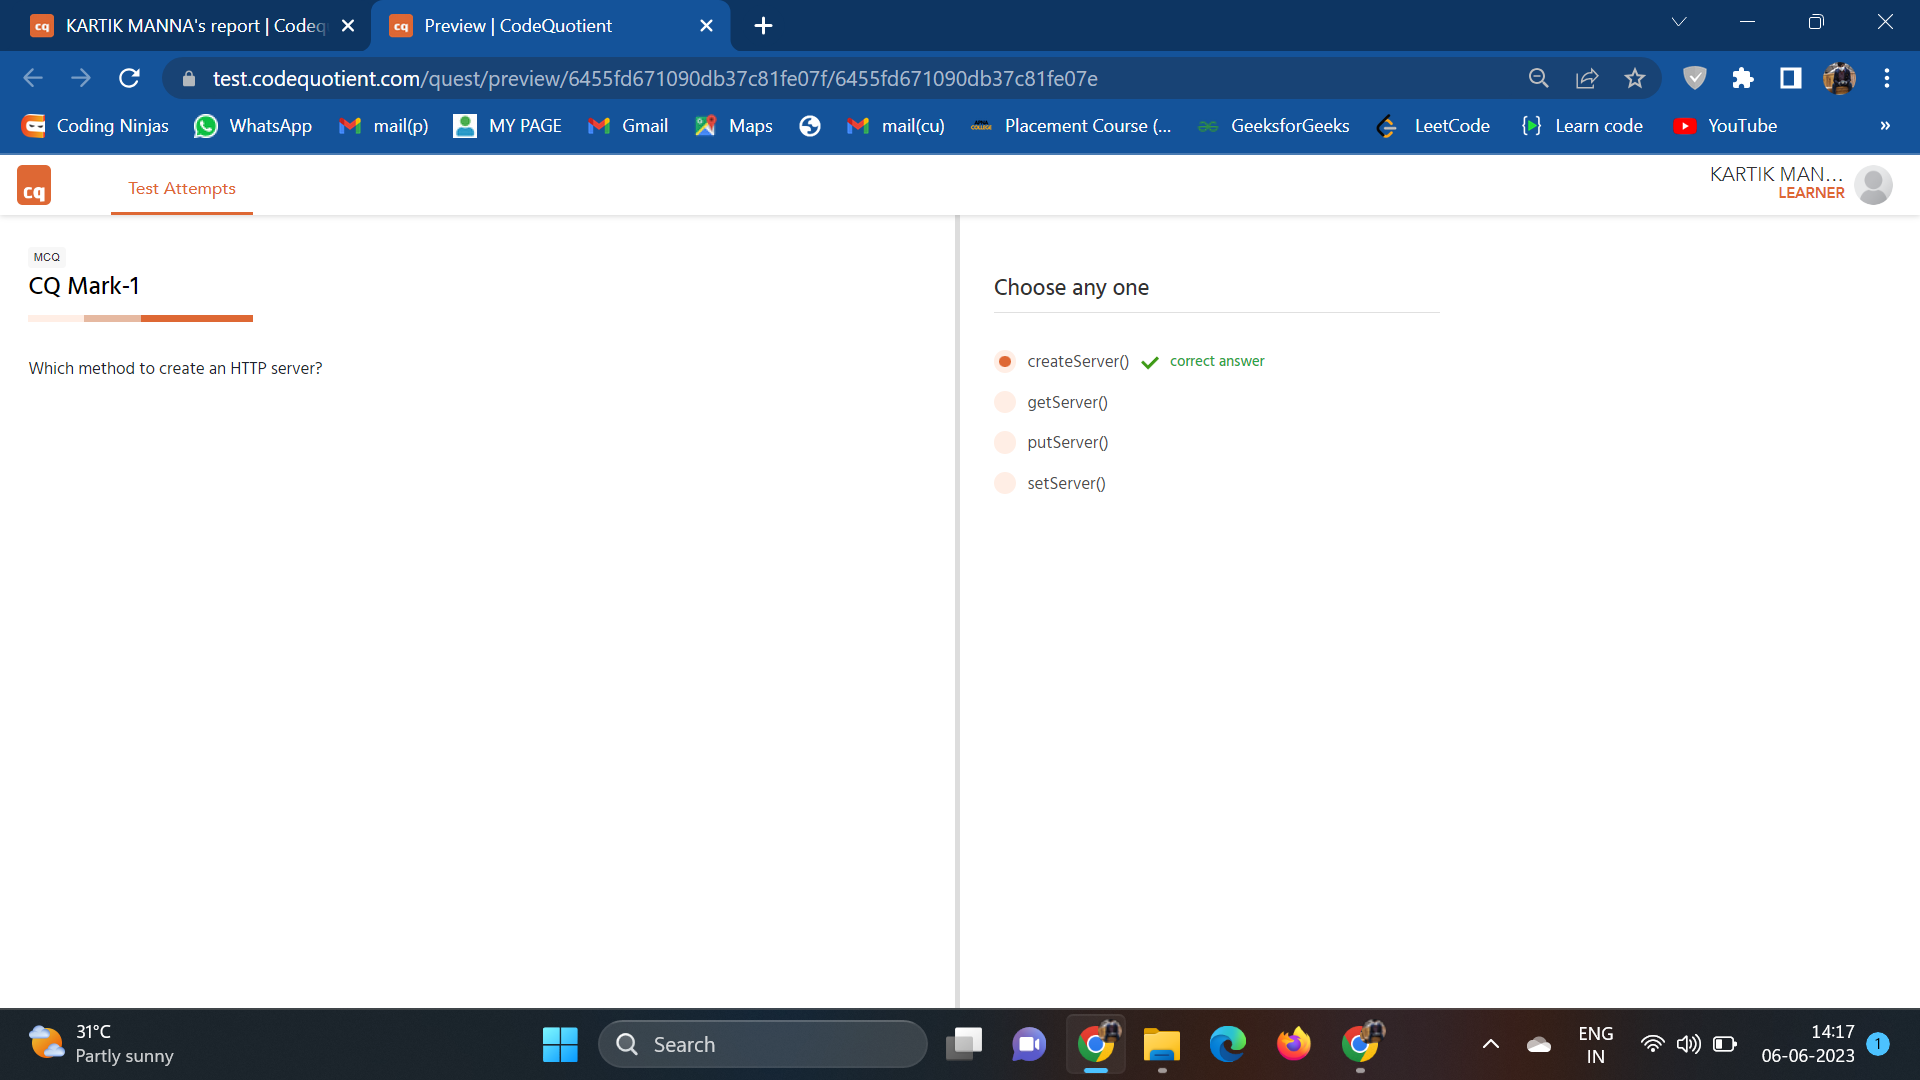 cq KARTIK MANNA's report | Codeq
cq Preview | CodeQuotient
test.codequotient.com/quest/preview/6455fd671090db37c81fe07f/6455fd671090db37c81fe07e
Coding Ninjas WhatsApp mail(p) MY PAGE Gmail Maps mail(cu) Placement Course (... GeeksforGeeks LeetCode Learn code YouTube »
cq Test Attempts
KARTIK MAN...
LEARNER
MCQ
CQ Mark-1
Which method to create an HTTP server?
Choose any one
createServer() correct answer
getServer()
putServer()
setServer()
31°C
Partly sunny
Search
ENG
IN
14:17
06-06-2023
1